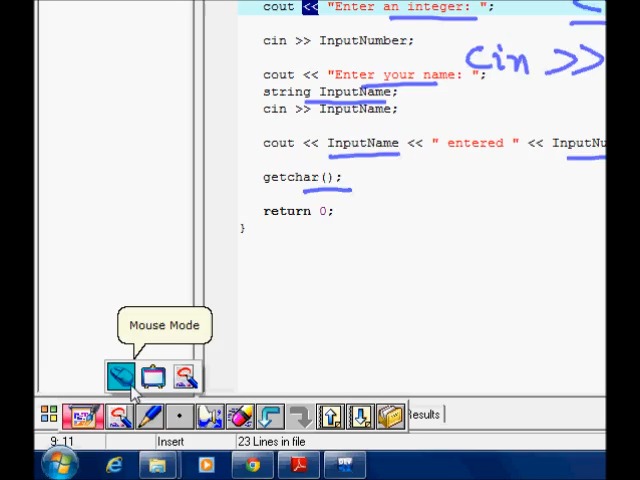 cout << "Enter an integer: ";
cin >> InputNumber;
cin >>
cout << "Enter your name: ";
string InputName;
cin >> InputName;
cout << InputName << " entered " << InputNu
getchar();
return 0;
}
Mouse Mode
Results
9: 11
Insert
23 Lines in file